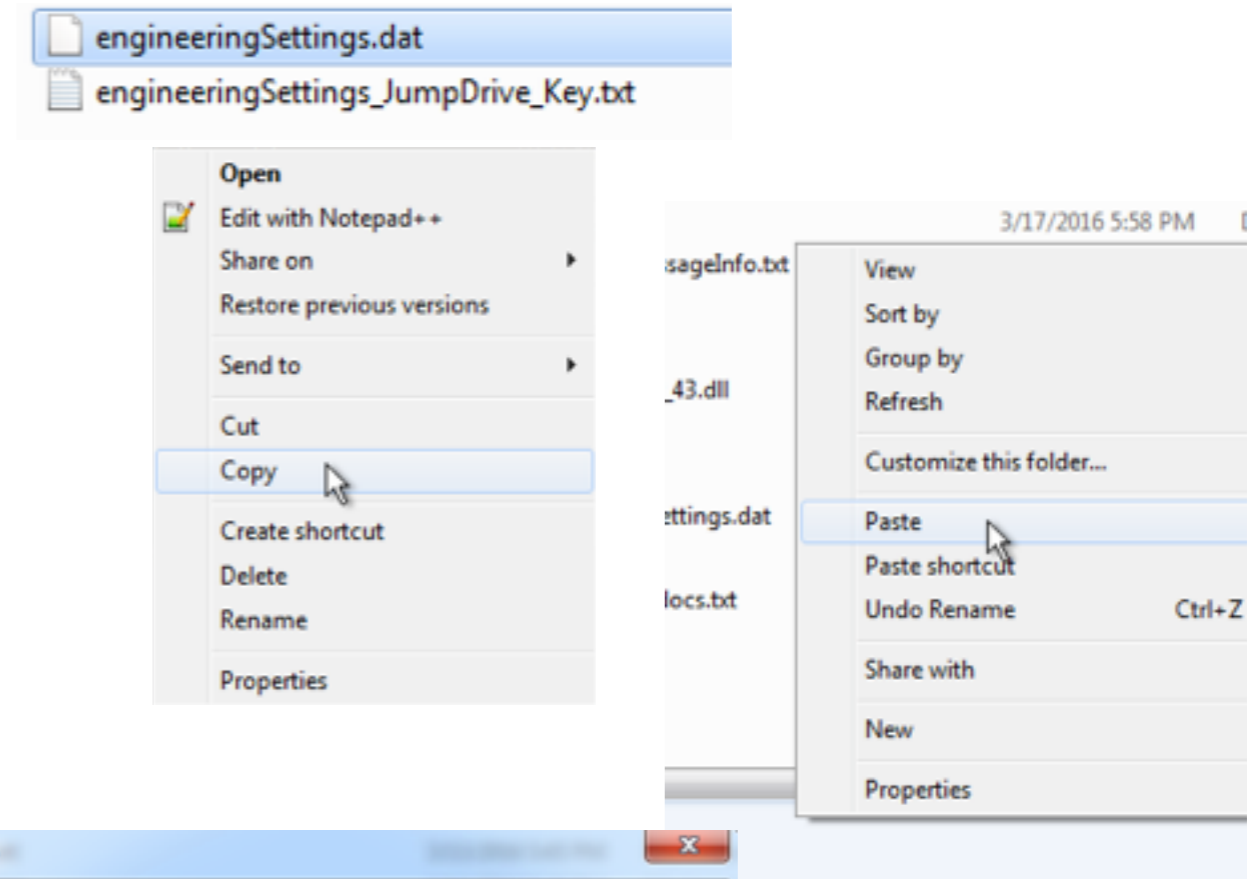 engineeringSettings.dat
engineeringSettings_JumpDrive_Key.txt
Open
Edit with Notepad++
Share on
Restore previous versions
Send to
Cut
Copy
Create shortcut
Delete
Rename
Properties
3/17/2016 5:58 PM
sageInfo.txt
_43.dll
ettings.dat
locs.txt
View
Sort by
Group by
Refresh
Customize this folder...
Paste
Paste shortcut
Undo Rename Ctrl+Z
Share with
New
Properties